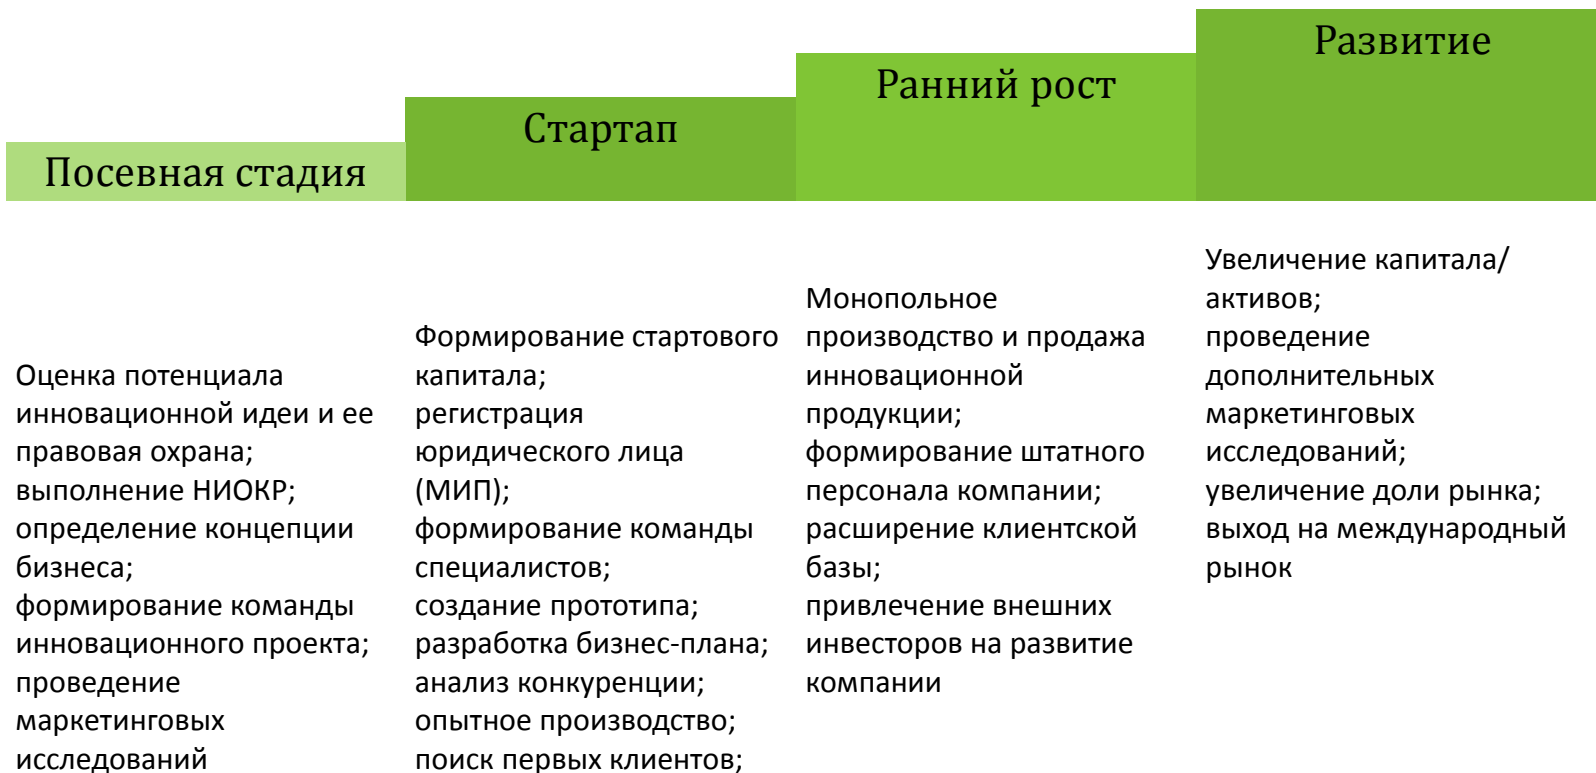 Посевная стадия
Стартап
Ранний рост
Развитие
Оценка потенциала
инновационной идеи и ее
правовая охрана;
выполнение НИОКР;
определение концепции
бизнеса;
формирование команды
инновационного проекта;
проведение
маркетинговых
исследований
Формирование стартового
капитала;
регистрация
юридического лица
(МИП);
формирование команды
специалистов;
создание прототипа;
разработка бизнес-плана;
анализ конкуренции;
опытное производство;
поиск первых клиентов;
Монопольное
производство и продажа
инновационной
продукции;
формирование штатного
персонала компании;
расширение клиентской
базы;
привлечение внешних
инвесторов на развитие
компании
Увеличение капитала/
активов;
проведение
дополнительных
маркетинговых
исследований;
увеличение доли рынка;
выход на международный
рынок